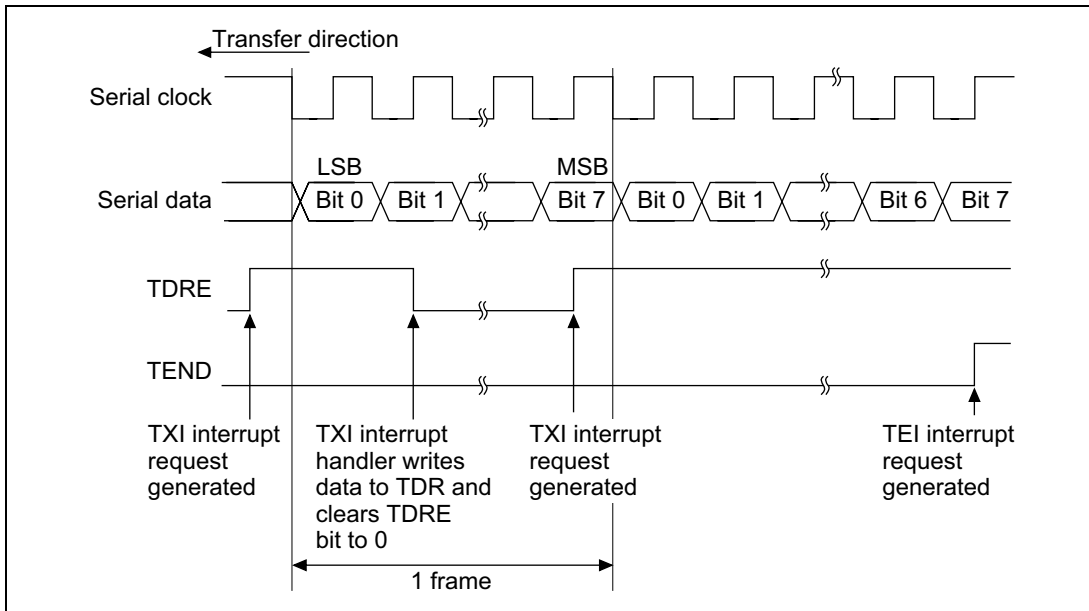 Transfer direction
Serial clock
LSB
MSB
Serial data
Bit 0
Bit 1
Bit 7
Bit 0
Bit 1
Bit 6
Bit 7
TDRE
TEND
TXI interrupt
request
generated
TXI interrupt
handler writes
data to TDR and
clears TDRE
bit to 0
TXI interrupt
request
generated
TEI interrupt
request
generated
1 frame